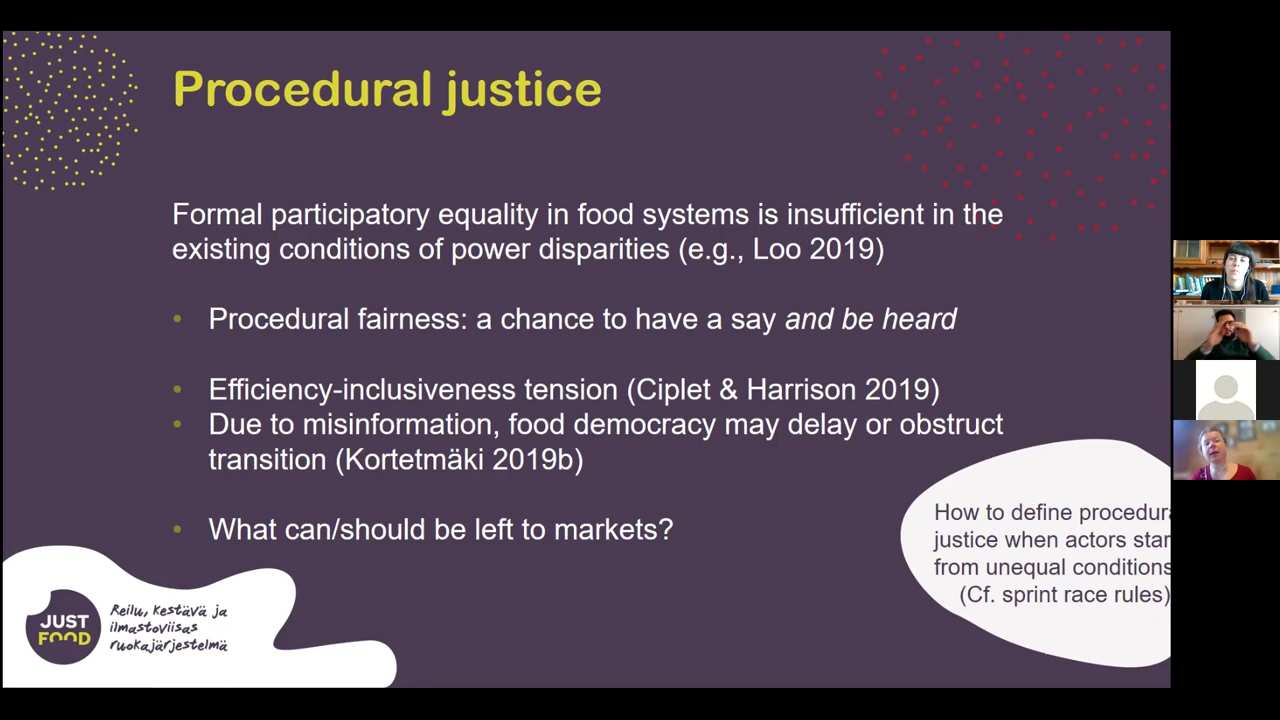 Procedural justice
Formal participatory equality in food systems is insufficient in the
existing conditions of power disparities (e.g., Loo 2019)
• Procedural fairness: a chance to have a say and be heard
• Efficiency-inclusiveness tension (Ciplet & Harrison 2019)
• Due to misinformation, food democracy may delay or obstruct
transition (Kortetmäki 2019b)
• What can/should be left to markets?
How to define procedura
justice when actors star
from unequal conditions
(Cf. sprint race rules)
JUST
FOOD
Reilu, kestävä ja
ilmastoviisas
ruokajärjestelmä